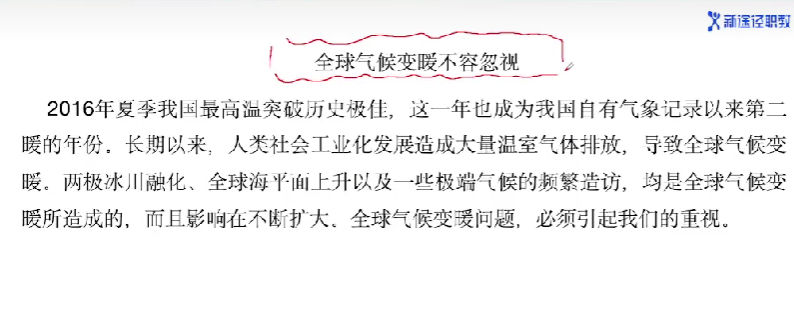 新途径职教
全球气候变暖不容忽视
2016年夏季我国最高温突破历史极佳，这一年也成为我国自有气象记录以来第二
暖的年份。长期以来，人类社会工业化发展造成大量温室气体排放，导致全球气候变
暖。两极冰川融化、全球海平面上升以及一些极端气候的频繁造访，均是全球气候变
暖所造成的，而且影响在不断扩大。全球气候变暖问题，必须引起我们的重视。